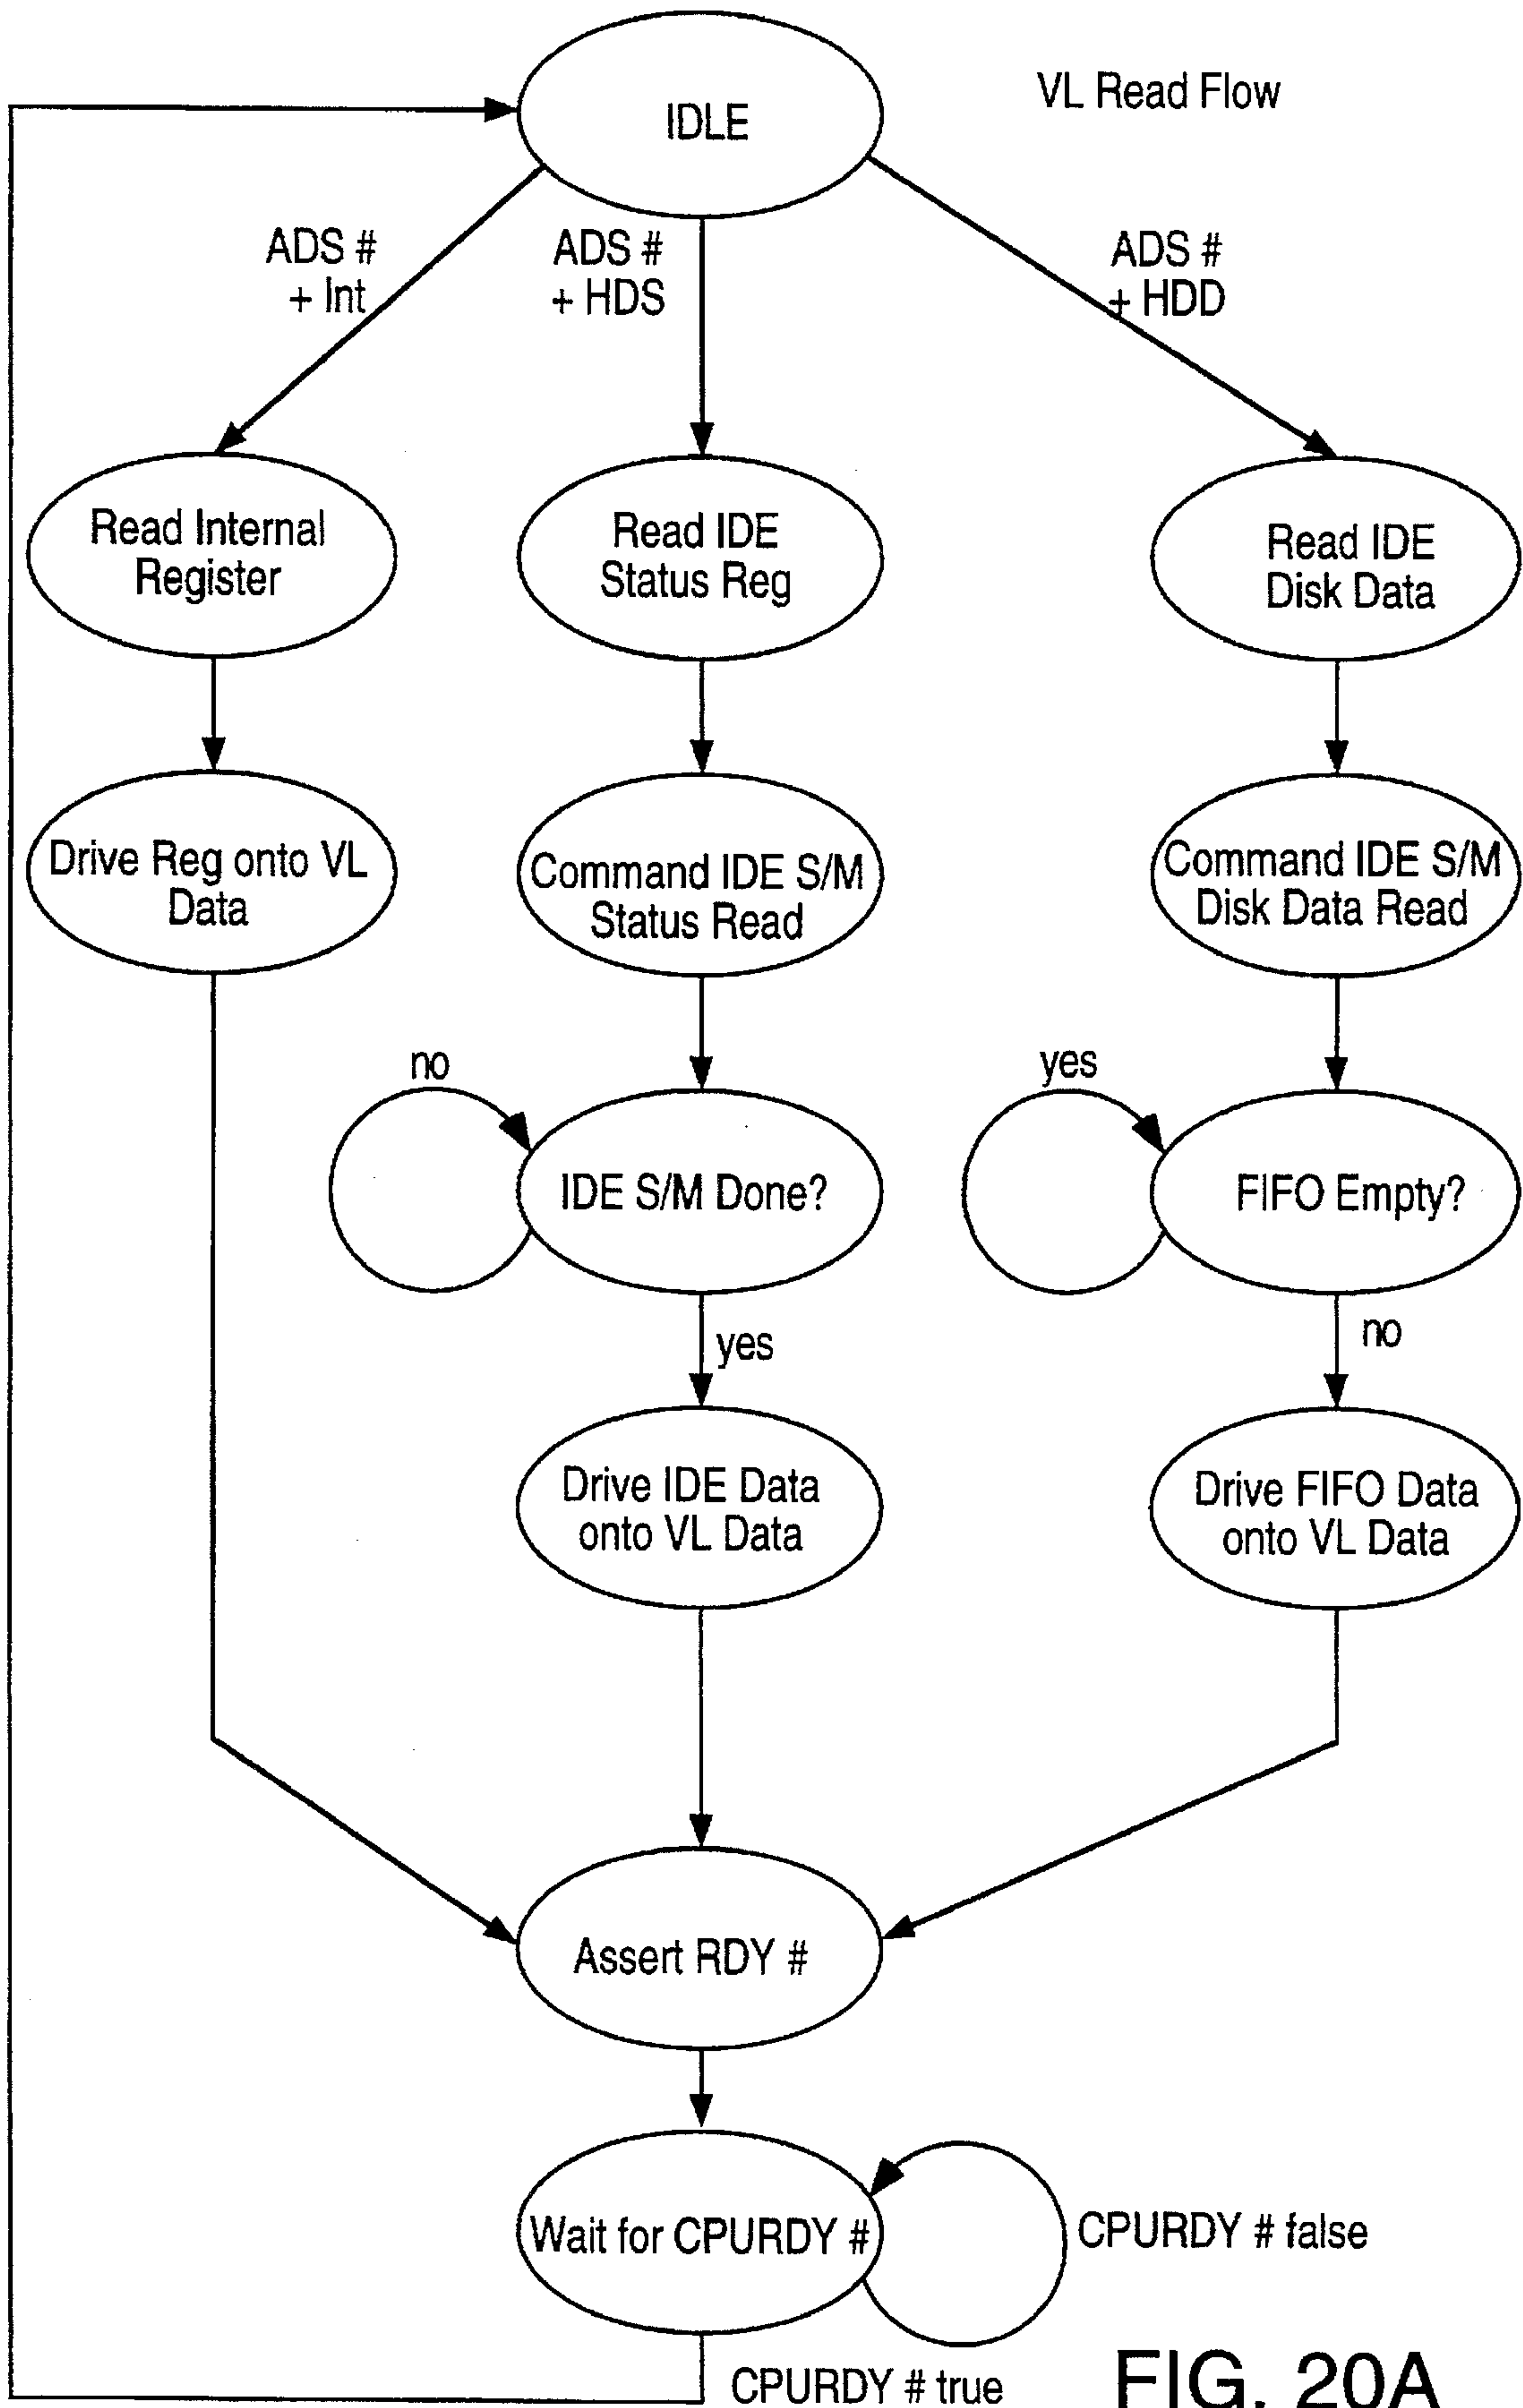 VL Read Flow
IDLE
ADS #
+ Int
ADS #
+ HDS
ADS #
+ HDD
Read Internal
Register
Read IDE
Status Reg
Read IDE
Disk Data
Drive Reg onto VL
Data
Command IDE S/M
Status Read
Command IDE S/M
Disk Data Read
no
yes
IDE S/M Done?
FIFO Empty?
yes
no
Drive IDE Data
onto VL Data
Drive FIFO Data
onto VL Data
Assert RDY #
Wait for CPURDY #
CPURDY # false
CPURDY # true
FIG. 20A